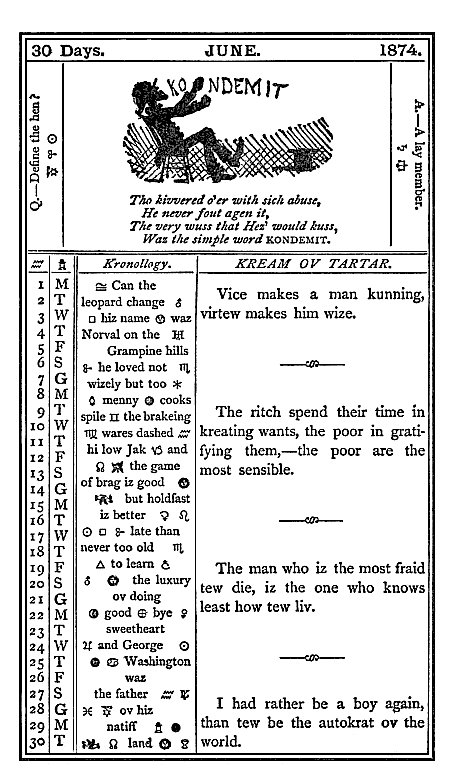 30 Days. JUNE. 1874.
Q.—Define the hen?
KONDEMIT
A.—A lay member.
Tho kivvered o'er with sich abuse,
He never fout agen it,
The very wuss that Hez' would kuss,
Waz the simple word KONDEMIT.
Kronollogy.
KREAM OV TARTAR.
1 M
2 T
3 W
4 T
5 F
6 S
7 G
8 M
9 T
10 W
11 T
12 F
13 S
14 G
15 M
16 T
17 W
18 T
19 F
20 S
21 G
22 M
23 T
24 W
25 T
26 F
27 S
28 G
29 M
30 T
Can the
leopard change
hiz name waz
Norval on the
Grampine hills
he loved not
wizely but too
menny cooks
spile the brakeing
wares dashed
hi low Jak and
the game
of brag iz good
but holdfast
iz better
late than
never too old
to learn
the luxury
ov doing
good bye
sweetheart
and George
Washington
waz
the father
ov hiz
natiff
land
Vice makes a man kunning,
virtew makes him wize.
The ritch spend their time in
kreating wants, the poor in grati-
fying them,—the poor are the
most sensible.
The man who iz the most fraid
tew die, iz the one who knows
least how tew liv.
I had rather be a boy again,
than tew be the autokrat ov the
world.